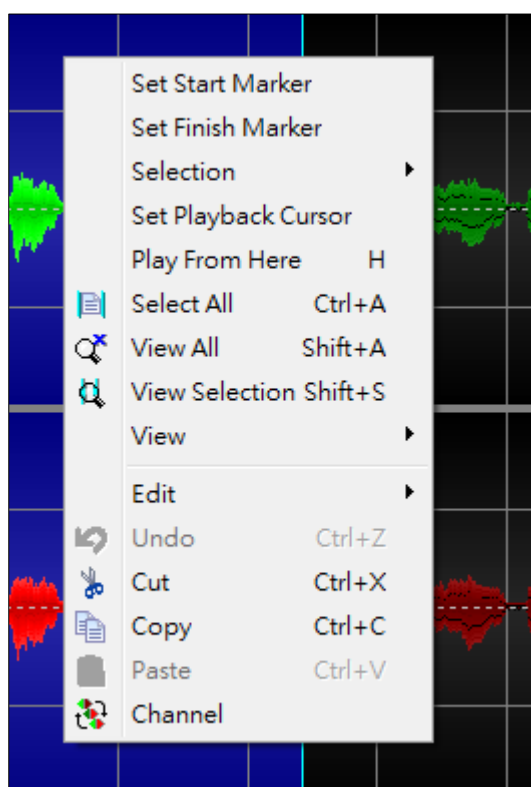 Set Start Marker
Set Finish Marker
Selection
Set Playback Cursor
Play From Here H
Select All Ctrl+A
View All Shift+A
View Selection Shift+S
View
Edit
Undo Ctrl+Z
Cut Ctrl+X
Copy Ctrl+C
Paste Ctrl+V
Channel